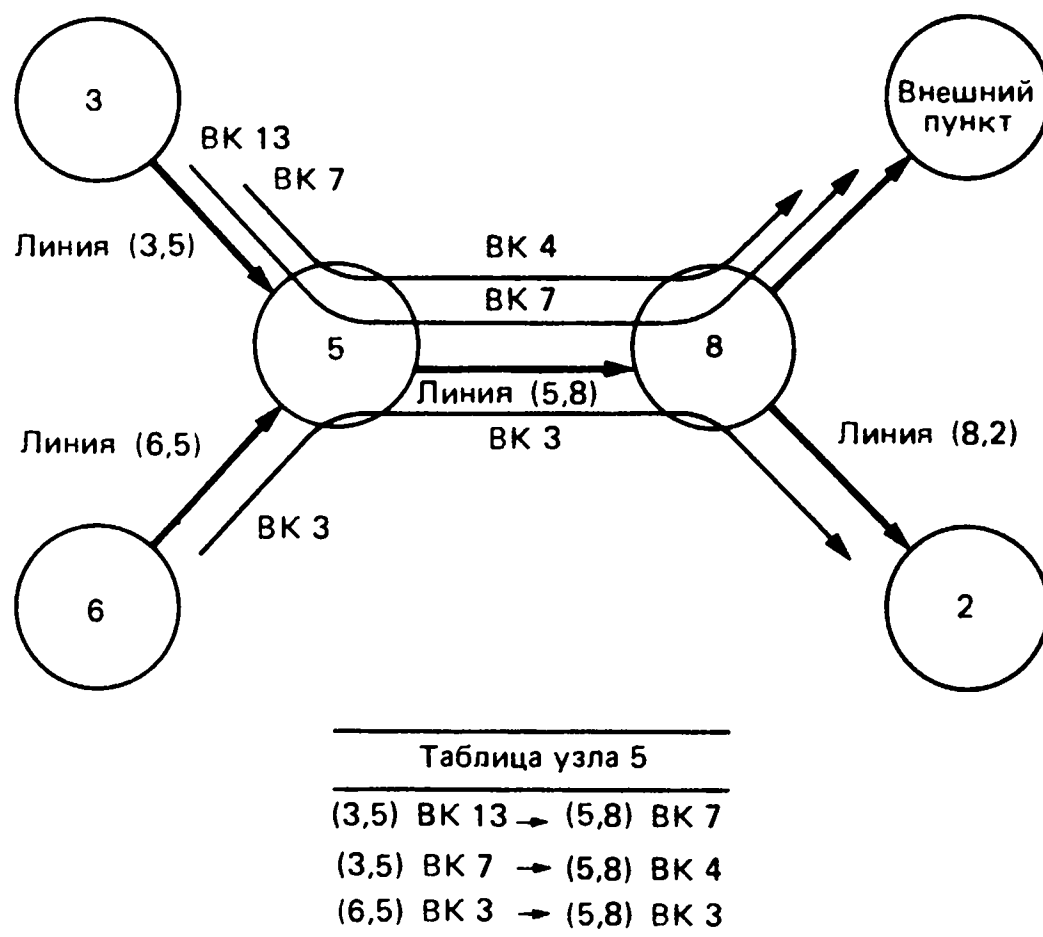 3
Внешний
пункт
ВК 13
ВК 7
Линия (3,5)
ВК 4
ВК 7
5
8
Линия (5,8)
Линия (6,5)
ВК 3
Линия (8,2)
ВК 3
6
2
Таблица узла 5
(3,5) ВК 13 → (5,8) ВК 7
(3,5) ВК 7 → (5,8) ВК 4
(6,5) ВК 3 → (5,8) ВК 3